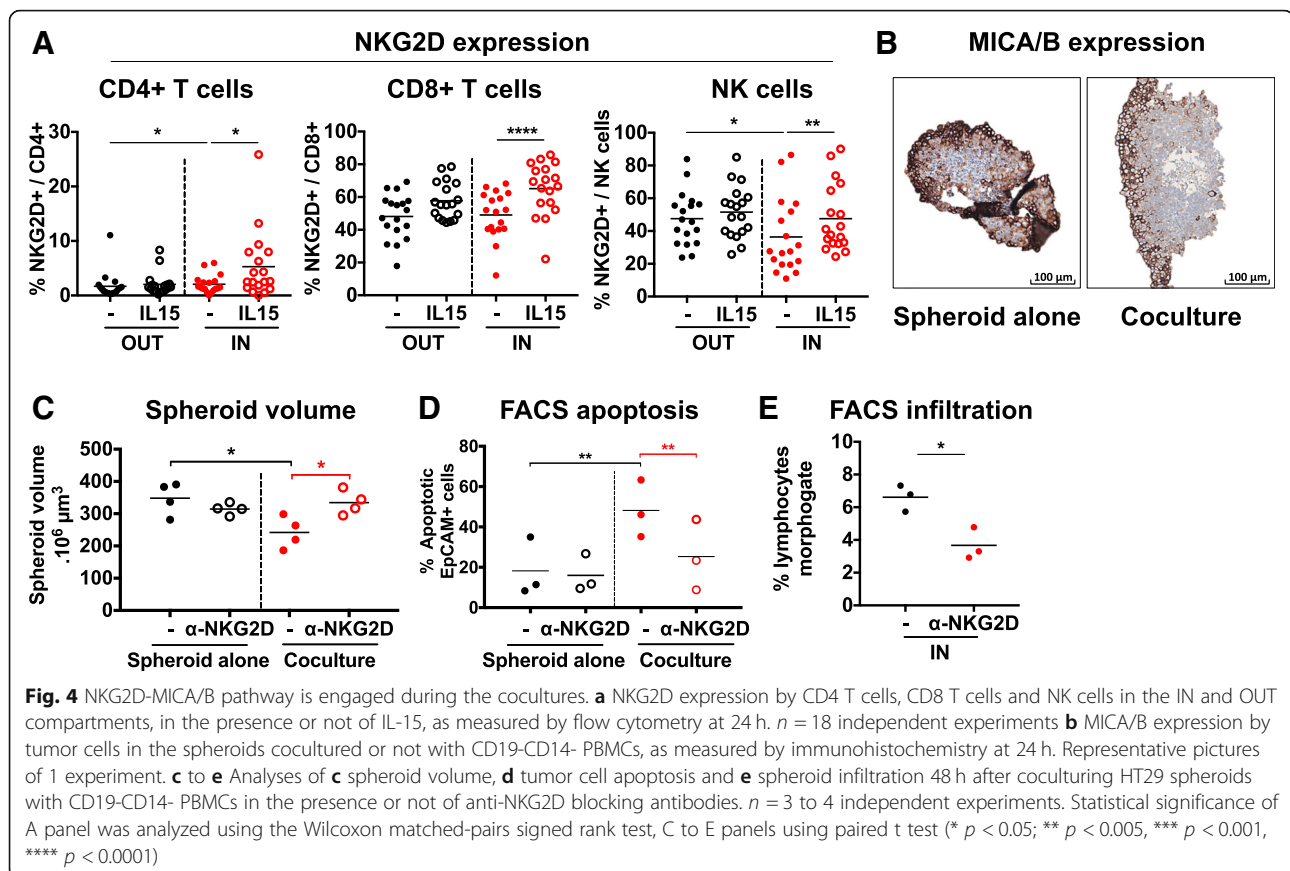 A
NKG2D expression
CD4+ T cells
CD8+ T cells
NK cells
% NKG2D+ / CD4+
30
20
10
0
*
*
- IL15 - IL15
OUT IN
% NKG2D+ / CD8+
100
80
60
40
20
0
****
- IL15 - IL15
OUT IN
% NKG2D+ / NK cells
100
80
60
40
20
0
*
**
- IL15 - IL15
OUT IN
B
MICA/B expression
100 µm
100 µm
Spheroid alone
Coculture
C
Spheroid volume
Spheroid volume
.10⁶ µm³
500
400
300
200
100
0
*
*
- α-NKG2D - α-NKG2D
Spheroid alone Coculture
D
FACS apoptosis
% Apoptotic
EpCAM+ cells
80
60
40
20
0
**
**
- α-NKG2D - α-NKG2D
Spheroid alone Coculture
E
FACS infiltration
% lymphocytes
morphogate
10
8
6
4
2
0
*
- α-NKG2D
IN
Fig. 4 NKG2D-MICA/B pathway is engaged during the cocultures. a NKG2D expression by CD4 T cells, CD8 T cells and NK cells in the IN and OUT
compartments, in the presence or not of IL-15, as measured by flow cytometry at 24 h. n = 18 independent experiments b MICA/B expression by
tumor cells in the spheroids cocultured or not with CD19-CD14- PBMCs, as measured by immunohistochemistry at 24 h. Representative pictures
of 1 experiment. c to e Analyses of c spheroid volume, d tumor cell apoptosis and e spheroid infiltration 48 h after coculturing HT29 spheroids
with CD19-CD14- PBMCs in the presence or not of anti-NKG2D blocking antibodies. n = 3 to 4 independent experiments. Statistical significance of
A panel was analyzed using the Wilcoxon matched-pairs signed rank test, C to E panels using paired t test (* p < 0.05; ** p < 0.005, *** p < 0.001,
**** p < 0.0001)